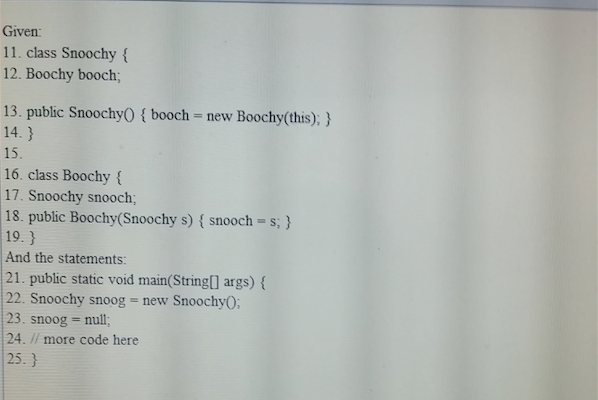 Given:
11. class Snoochy {
12. Boochy booch;
13. public Snoochy() { booch = new Boochy(this); }
14. }
15.
16. class Boochy {
17. Snoochy snooch;
18. public Boochy(Snoochy s) { snooch = s; }
19. }
And the statements:
21. public static void main(String[] args) {
22. Snoochy snoog = new Snoochy();
23. snoog = null;
24. // more code here
25. }